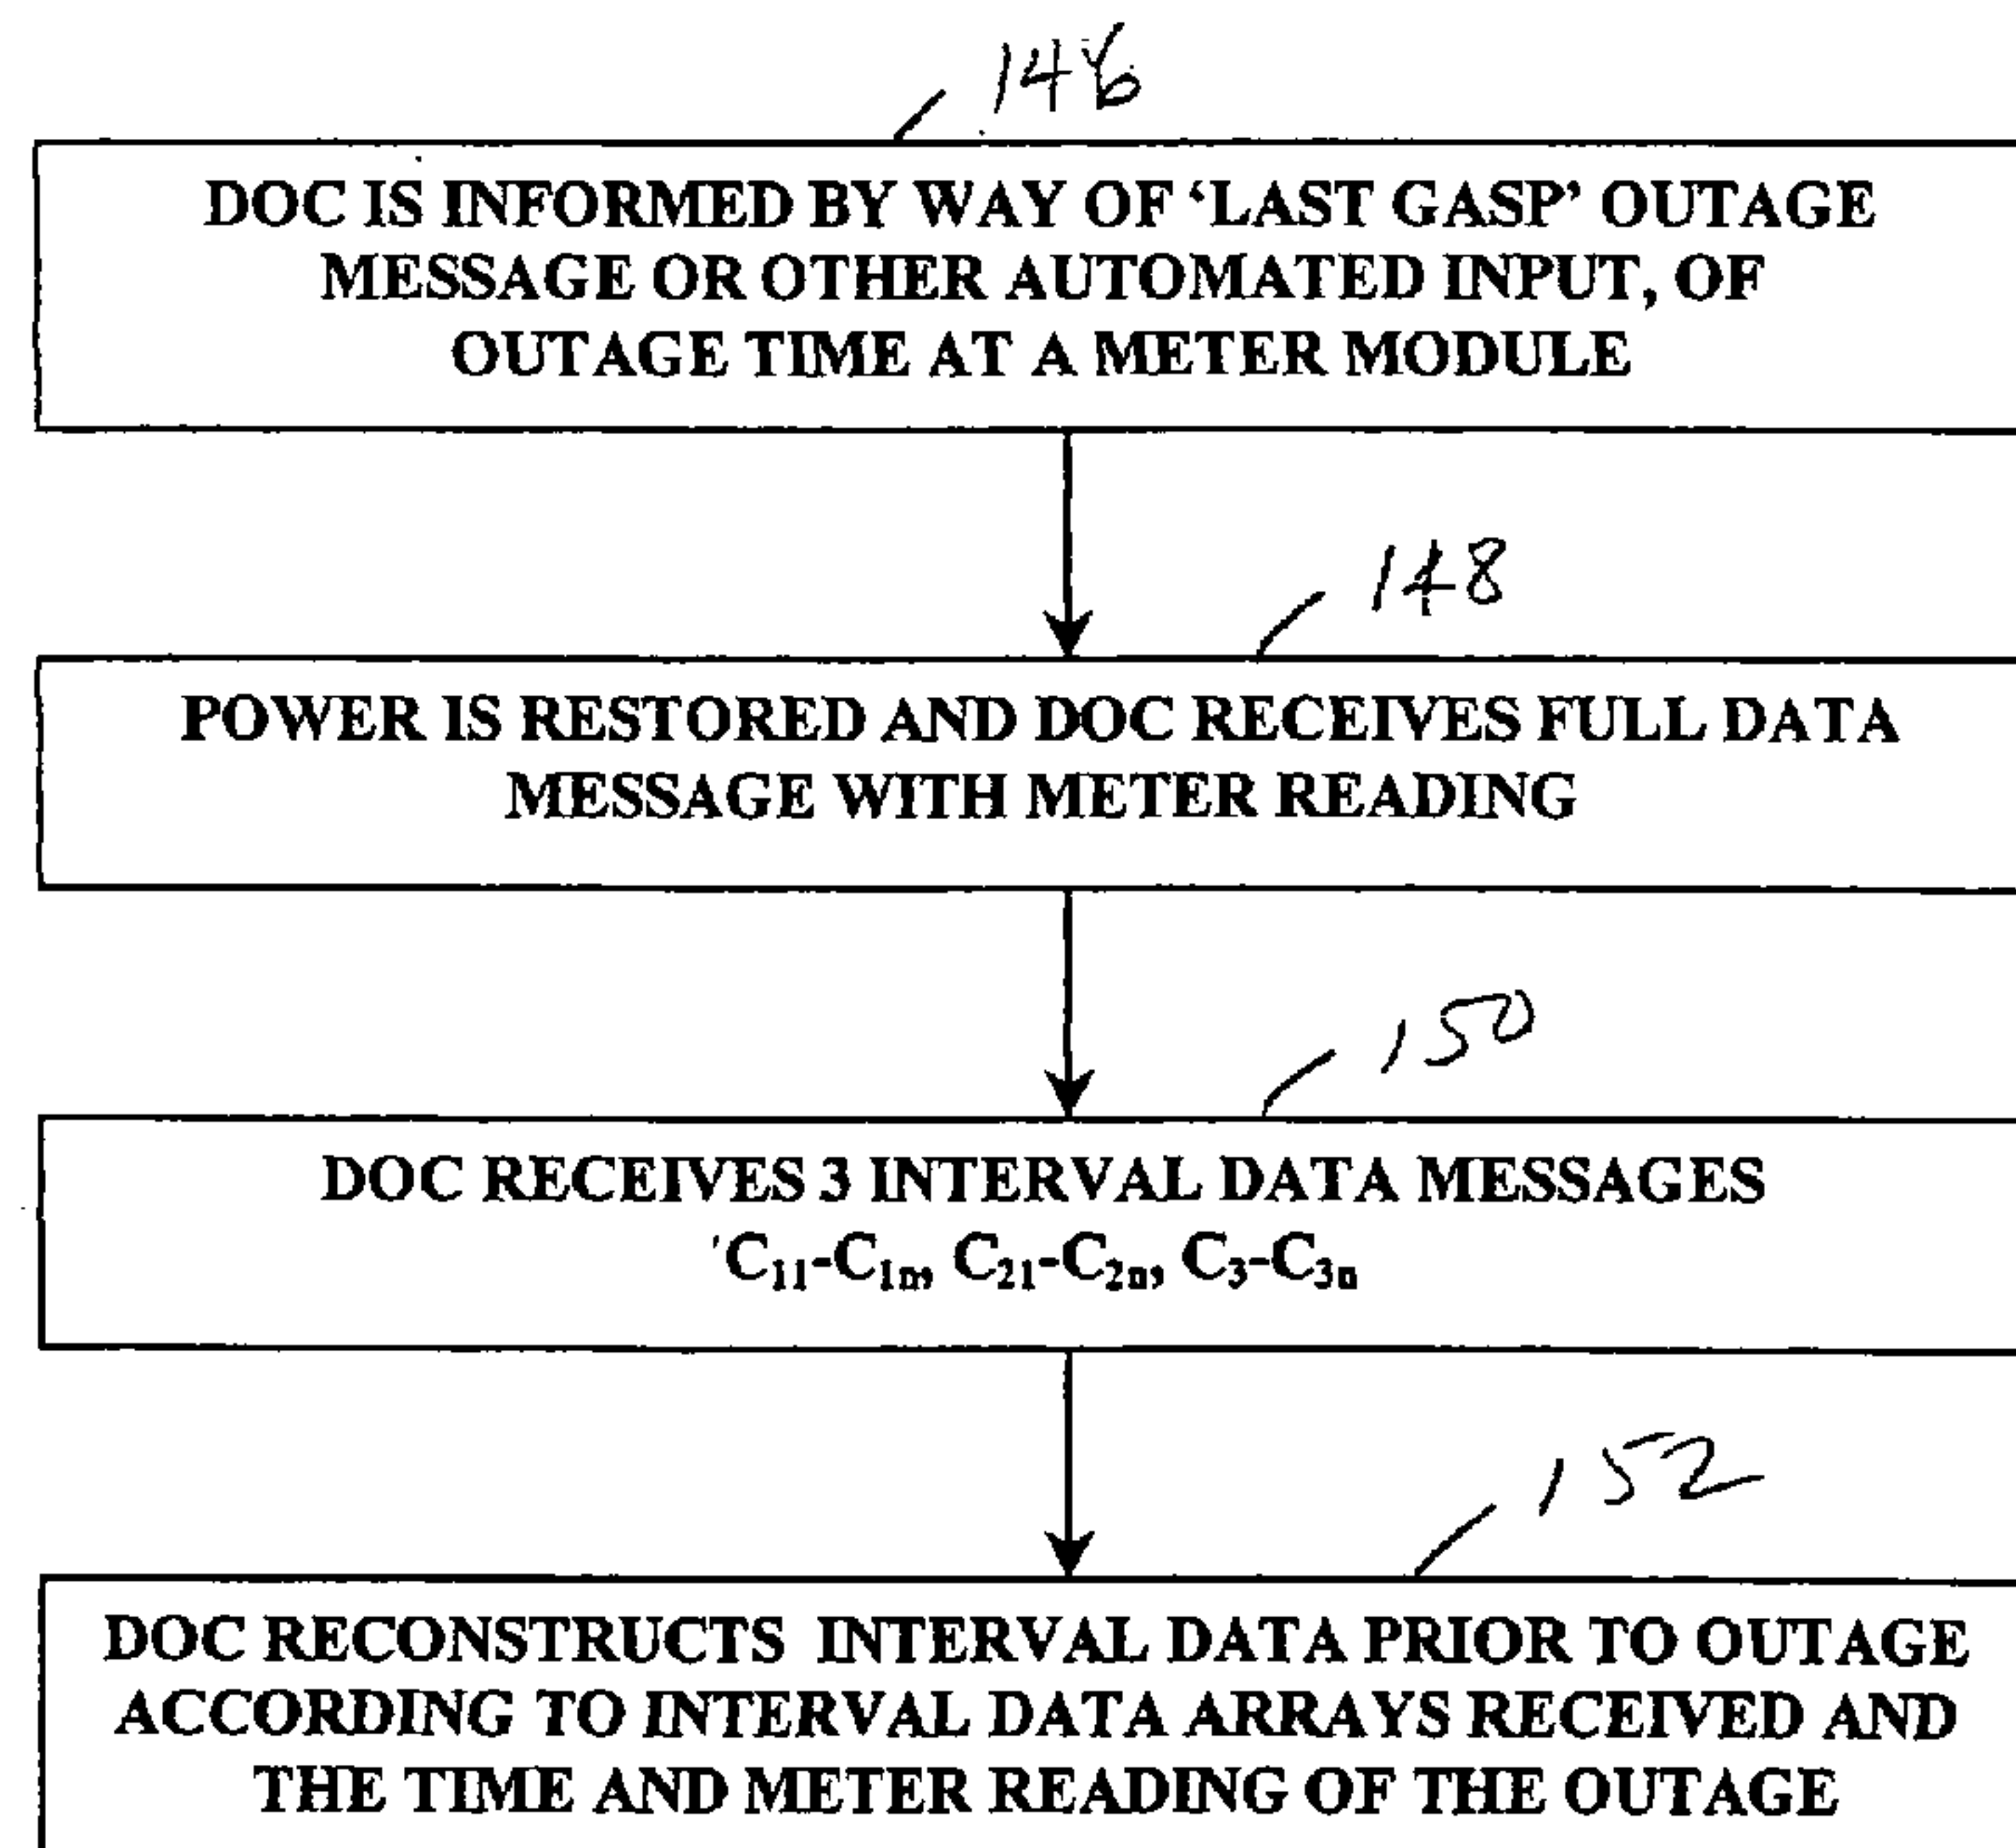 146
DOC IS INFORMED BY WAY OF ‘LAST GASP’ OUTAGE
MESSAGE OR OTHER AUTOMATED INPUT, OF
OUTAGE TIME AT A METER MODULE
148
POWER IS RESTORED AND DOC RECEIVES FULL DATA
MESSAGE WITH METER READING
150
DOC RECEIVES 3 INTERVAL DATA MESSAGES
C₁₁-C₁ₙ, C₂₁-C₂ₙ, C₃-C₃ₙ
152
DOC RECONSTRUCTS INTERVAL DATA PRIOR TO OUTAGE
ACCORDING TO INTERVAL DATA ARRAYS RECEIVED AND
THE TIME AND METER READING OF THE OUTAGE